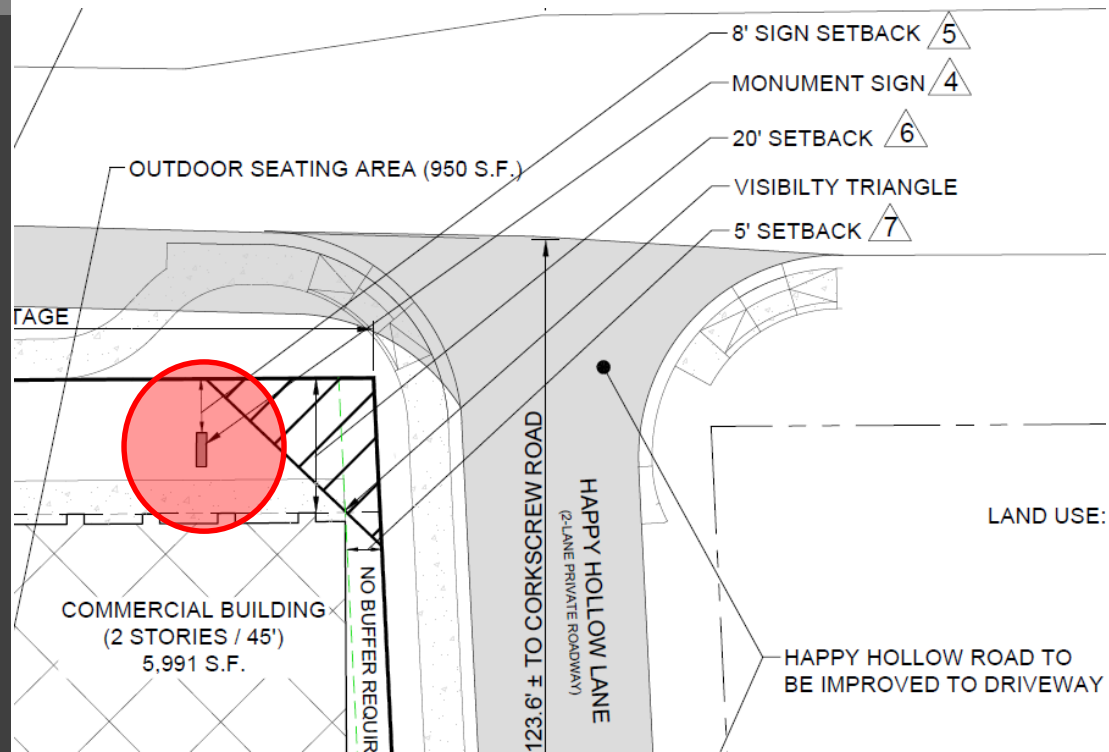 8' SIGN SETBACK 5
MONUMENT SIGN 4
20' SETBACK 6
OUTDOOR SEATING AREA (950 S.F.)
VISIBILTY TRIANGLE
5' SETBACK 7
TAGE
123.6' ± TO CORKSCREW ROAD
HAPPY HOLLOW LANE
(2-LANE PRIVATE ROADWAY)
LAND USE:
COMMERCIAL BUILDING
(2 STORIES / 45')
5,991 S.F.
NO BUFFER REQUIR
HAPPY HOLLOW ROAD TO
BE IMPROVED TO DRIVEWAY